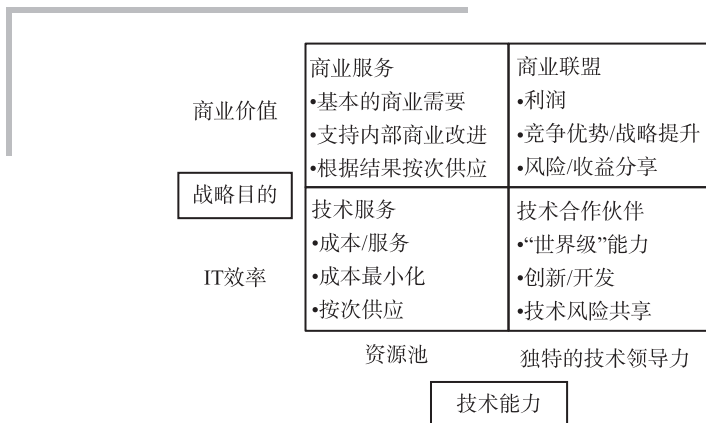 商业价值
商业服务
•基本的商业需要
•支持内部商业改进
•根据结果按次供应
商业联盟
•利润
•竞争优势/战略提升
•风险/收益分享
战略目的
IT效率
技术服务
•成本/服务
•成本最小化
•按次供应
技术合作伙伴
•“世界级”能力
•创新/开发
•技术风险共享
资源池
独特的技术领导力
技术能力